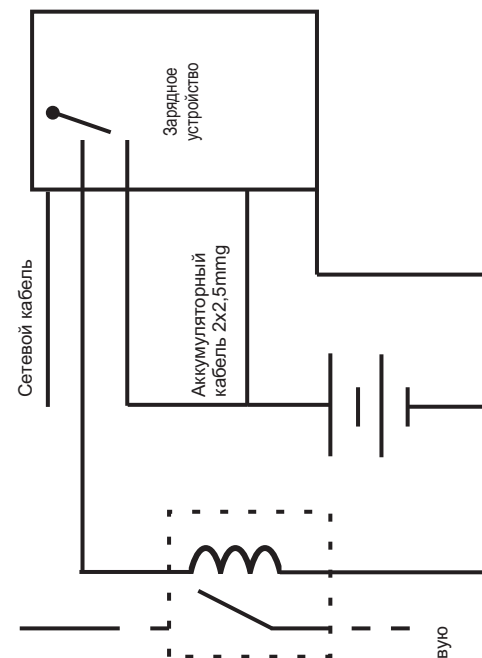 Зарядное
устройство
Сетевой кабель
Аккумуляторный
кабель 2x2,5mmg
вую